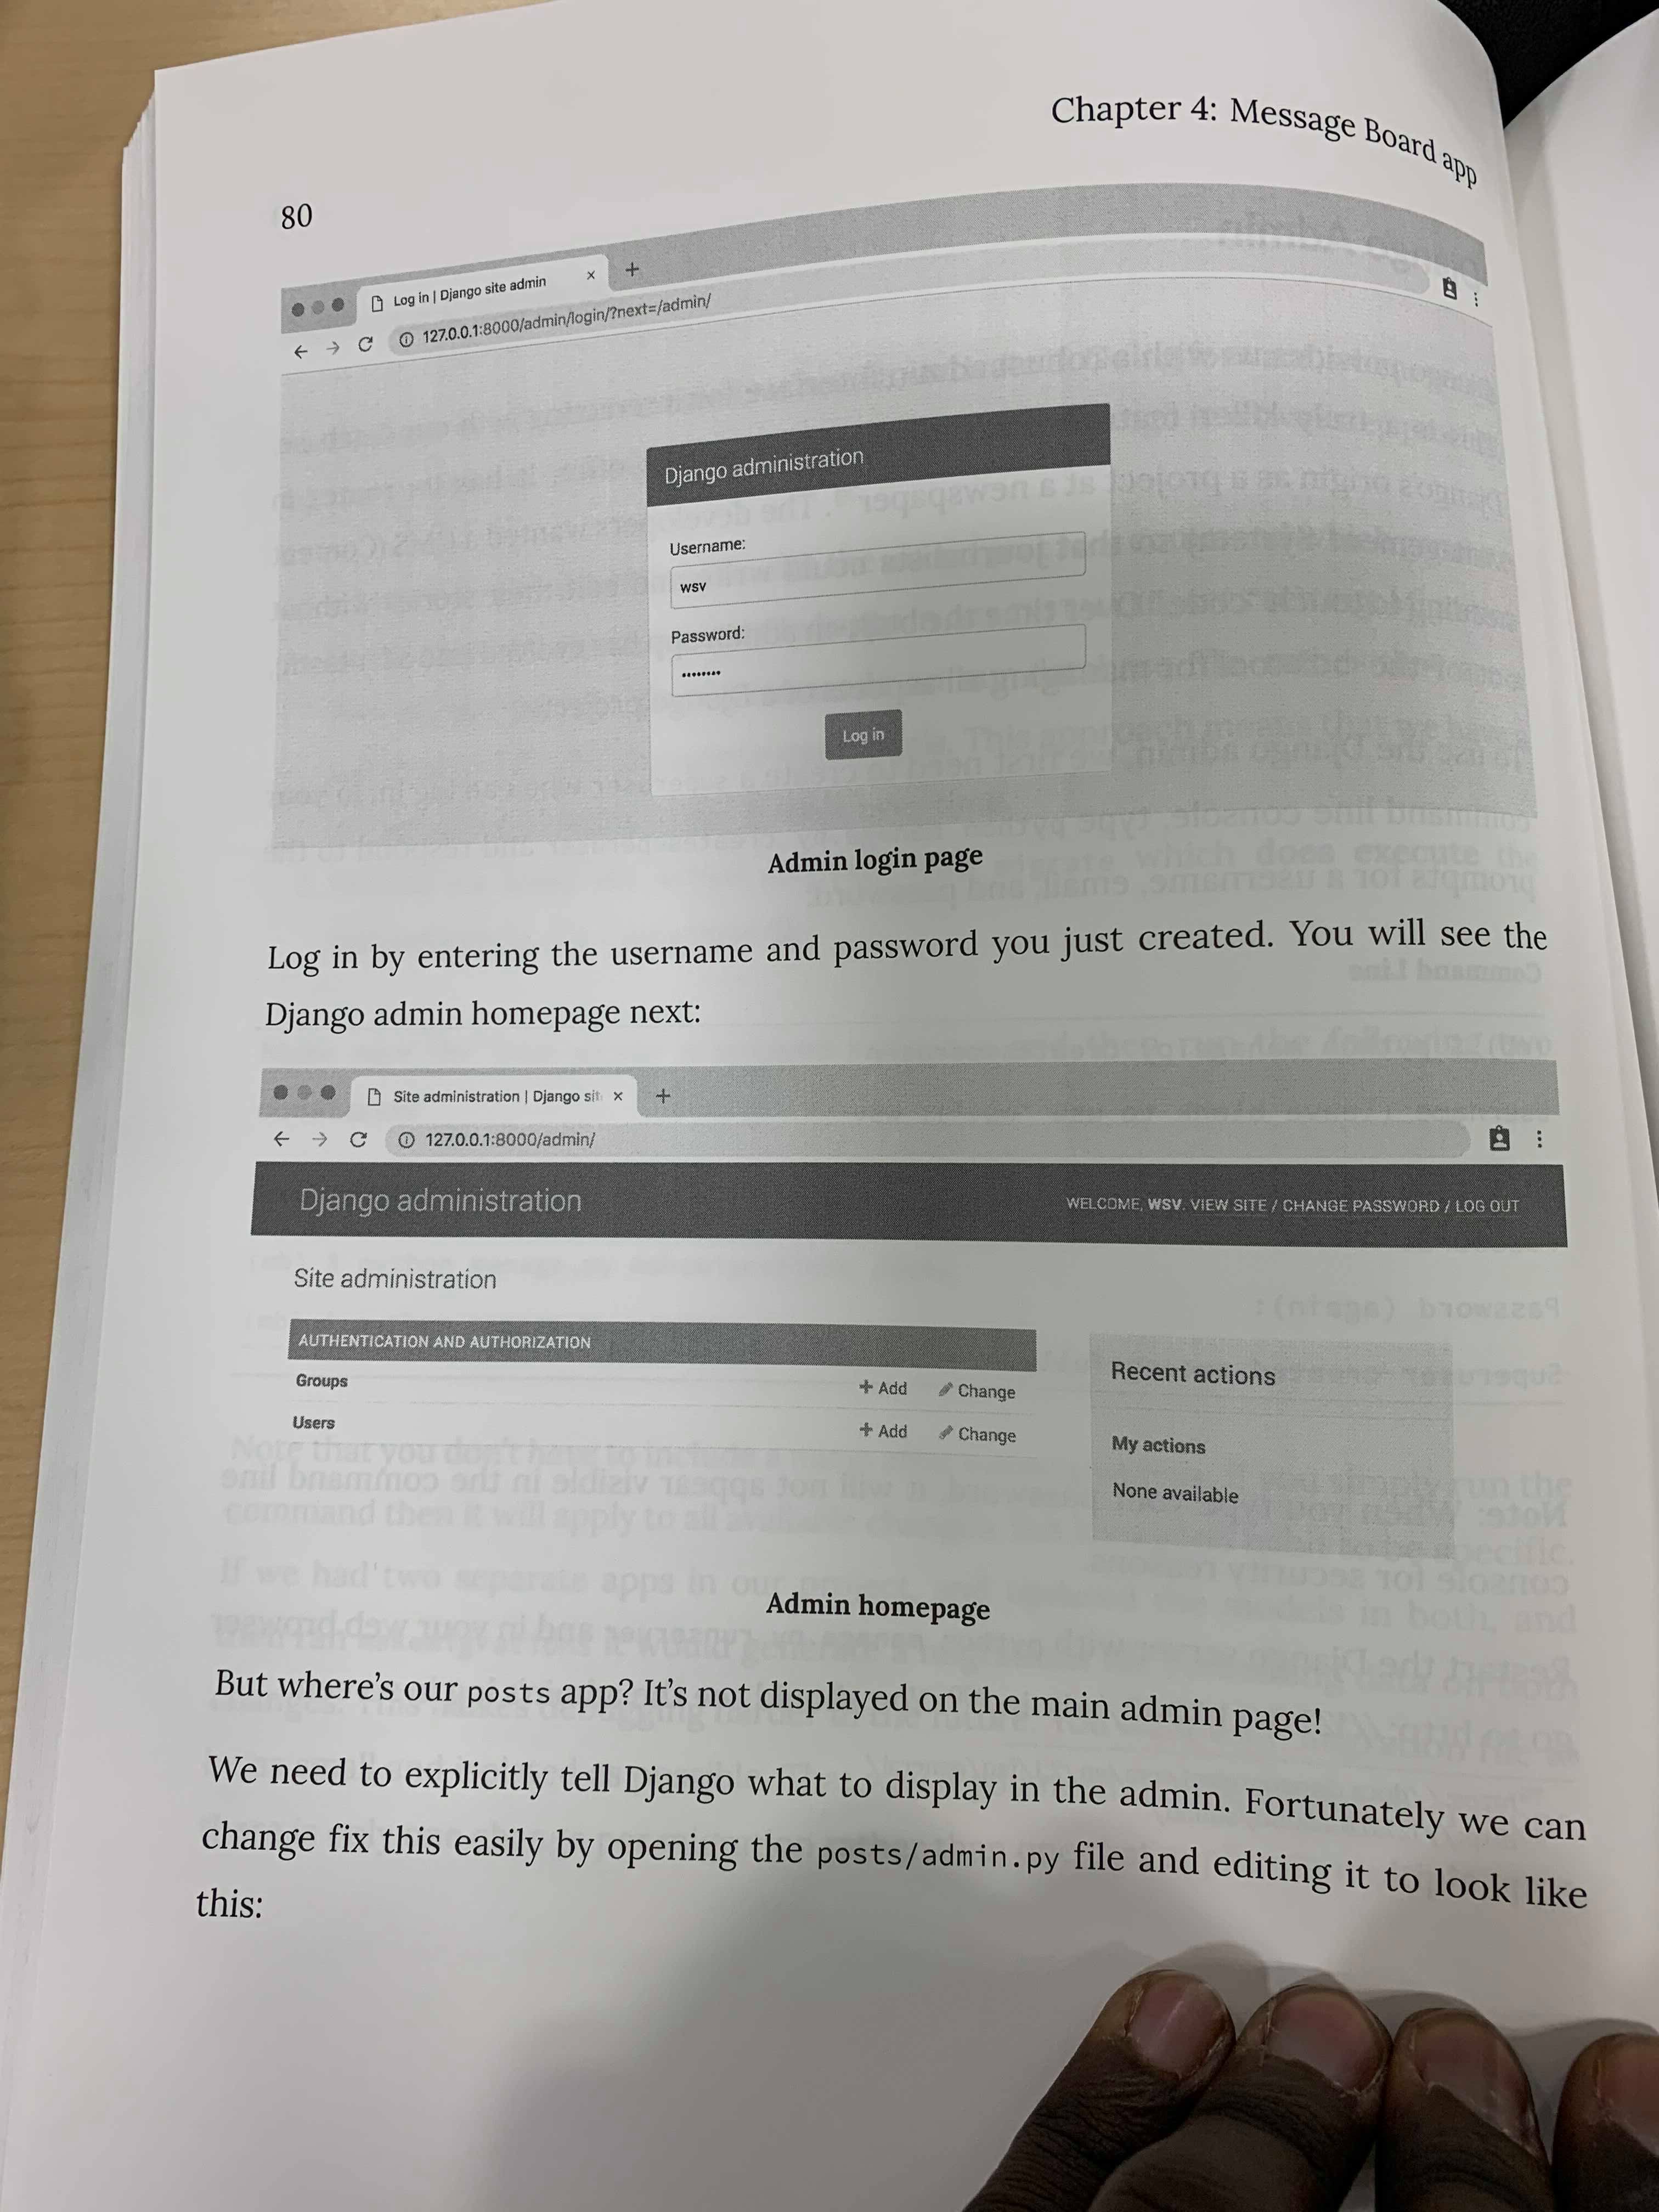 Chapter 4: Message Board app
80
Log in | Django site admin × +
127.0.0.1:8000/admin/login/?next=/admin/
Django administration
Username:
wsv
Password:
••••••••
Log in
Admin login page
Log in by entering the username and password you just created. You will see the
Django admin homepage next:
Site administration | Django sit × +
127.0.0.1:8000/admin/
Django administration
WELCOME, WSV. VIEW SITE / CHANGE PASSWORD / LOG OUT
Site administration
AUTHENTICATION AND AUTHORIZATION
Groups + Add Change
Users + Add Change
Recent actions
My actions
None available
Admin homepage
But where's our posts app? It's not displayed on the main admin page!
We need to explicitly tell Django what to display in the admin. Fortunately we can
change fix this easily by opening the posts/admin.py file and editing it to look like
this: